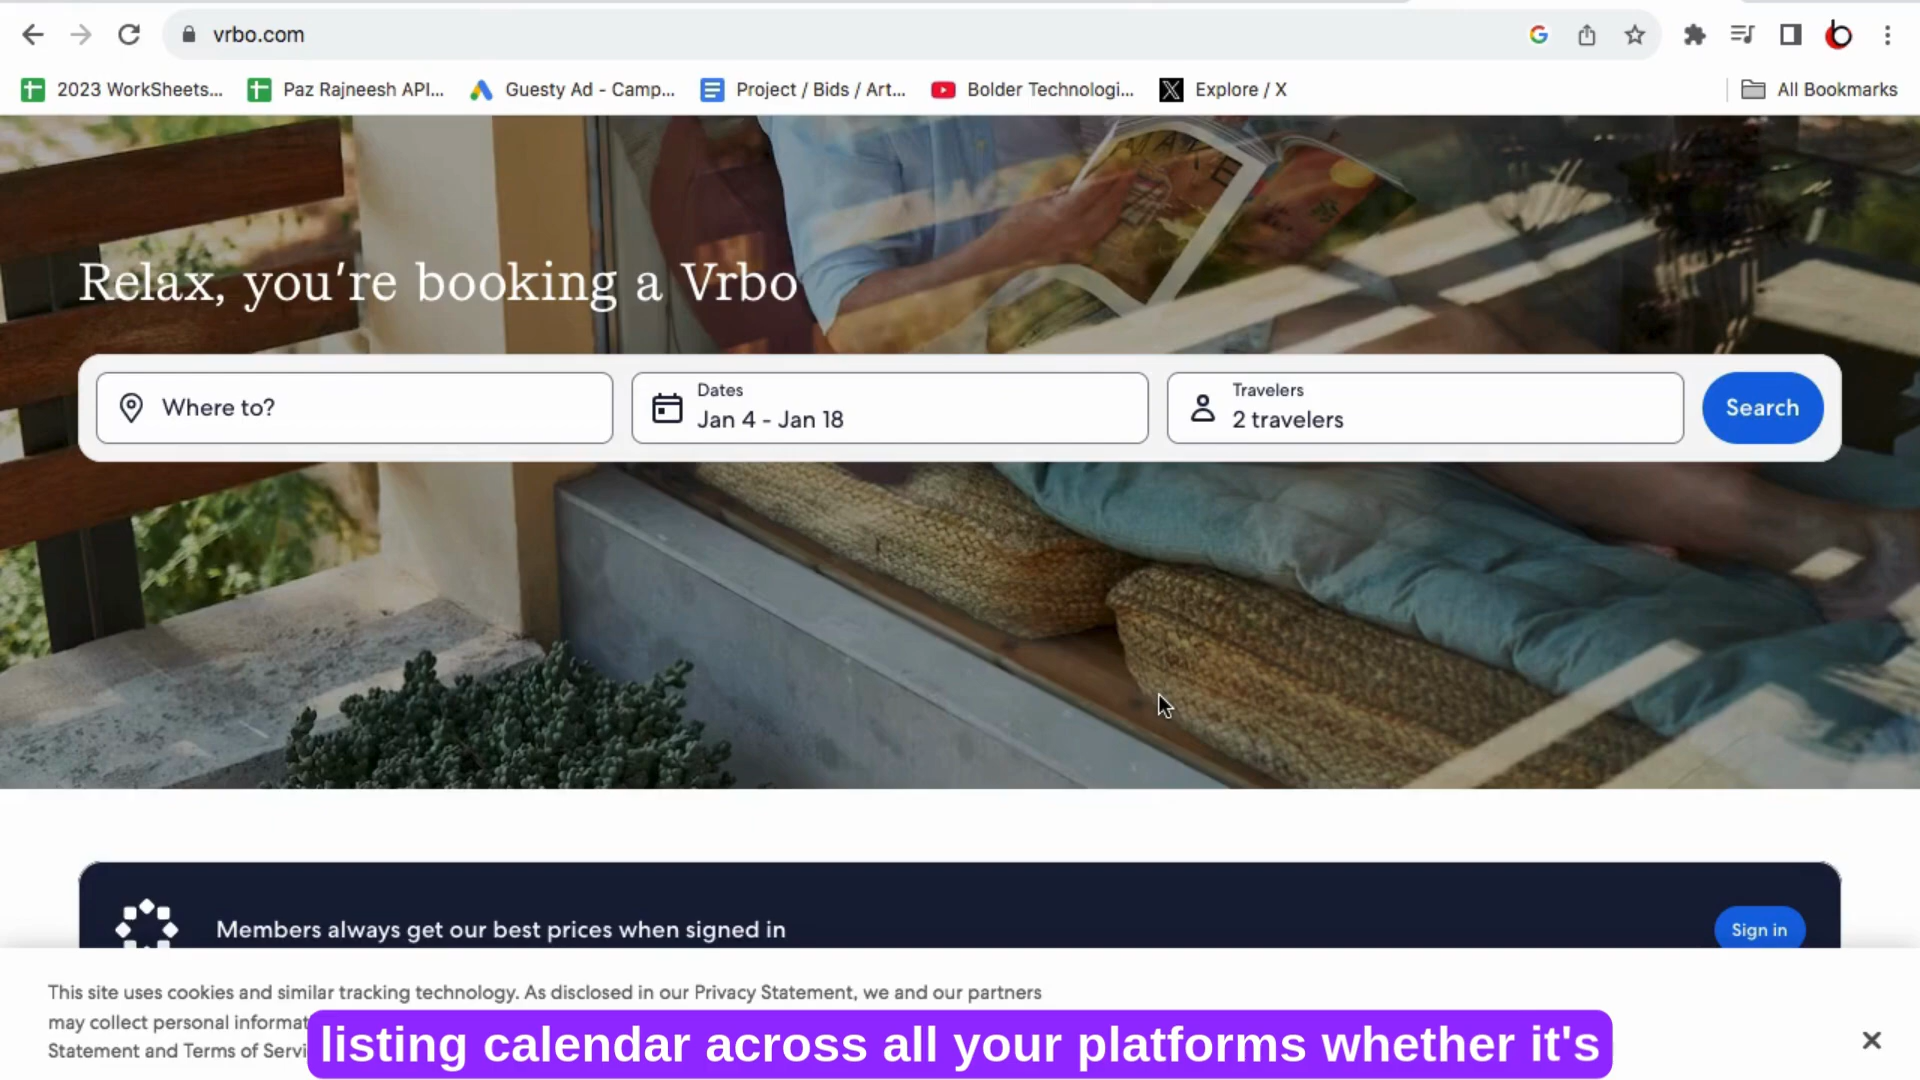 vrbo.com
2023 WorkSheets...
Paz Rajneesh API...
Guesty Ad - Camp...
Project / Bids / Art...
Bolder Technologi...
Explore / X
All Bookmarks
MAKE
Relax, you're booking a Vrbo
Where to?
Dates
Jan 4 - Jan 18
Travelers
2 travelers
Search
Members always get our best prices when signed in
Sign in
This site uses cookies and similar tracking technology. As disclosed in our Privacy Statement, we and our partners
may collect personal informat
Statement and Terms of Servi
listing calendar across all your platforms whether it's